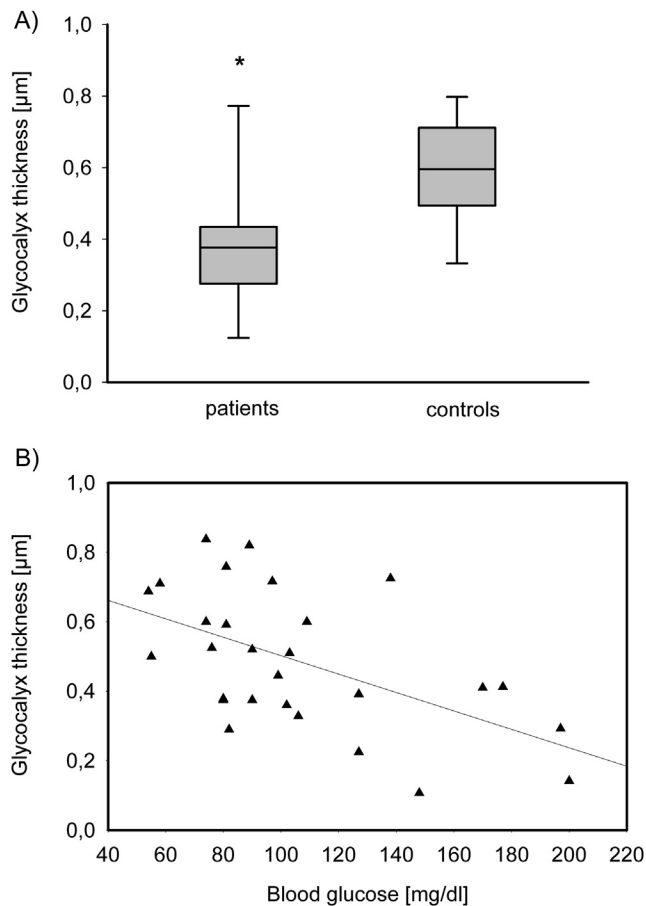 A)
Glycocalyx thickness [µm]
1,0
0,8
0,6
0,4
0,2
0,0
*
patients controls
B)
Glycocalyx thickness [µm]
1,0
0,8
0,6
0,4
0,2
0,0
40 60 80 100 120 140 160 180 200 220
Blood glucose [mg/dl]